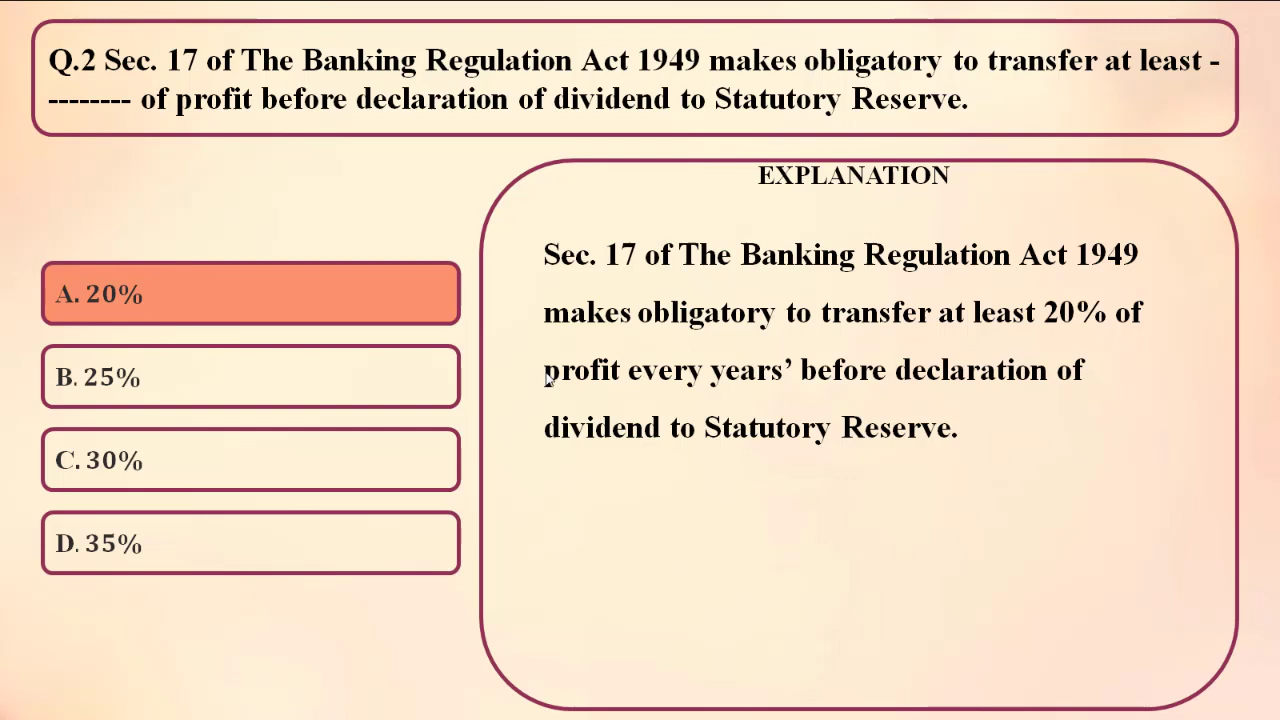 Q.2 Sec. 17 of The Banking Regulation Act 1949 makes obligatory to transfer at least -
-------- of profit before declaration of dividend to Statutory Reserve.
A. 20%
B. 25%
C. 30%
D. 35%
EXPLANATION
Sec. 17 of The Banking Regulation Act 1949
makes obligatory to transfer at least 20% of
profit every years’ before declaration of
dividend to Statutory Reserve.